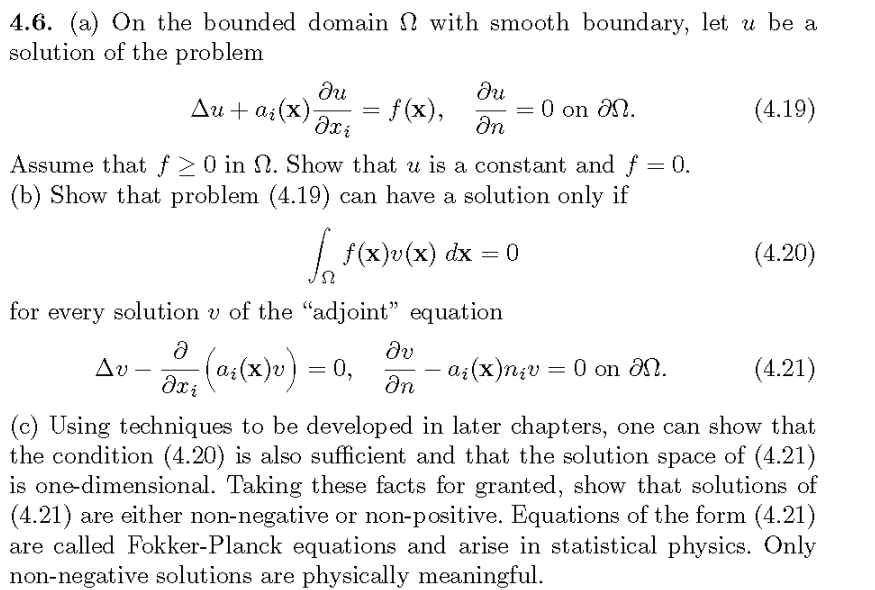 4.6. (a) On the bounded domain Ω with smooth boundary, let u be a
solution of the problem
Δu + aᵢ(x) ∂u/∂xᵢ = f(x), ∂u/∂n = 0 on ∂Ω. (4.19)
Assume that f ≥ 0 in Ω. Show that u is a constant and f = 0.
(b) Show that problem (4.19) can have a solution only if
∫_Ω f(x)v(x) dx = 0 (4.20)
for every solution v of the “adjoint” equation
Δv − ∂/∂xᵢ (aᵢ(x)v) = 0, ∂v/∂n − aᵢ(x)nᵢv = 0 on ∂Ω. (4.21)
(c) Using techniques to be developed in later chapters, one can show that
the condition (4.20) is also sufficient and that the solution space of (4.21)
is one-dimensional. Taking these facts for granted, show that solutions of
(4.21) are either non-negative or non-positive. Equations of the form (4.21)
are called Fokker-Planck equations and arise in statistical physics. Only
non-negative solutions are physically meaningful.